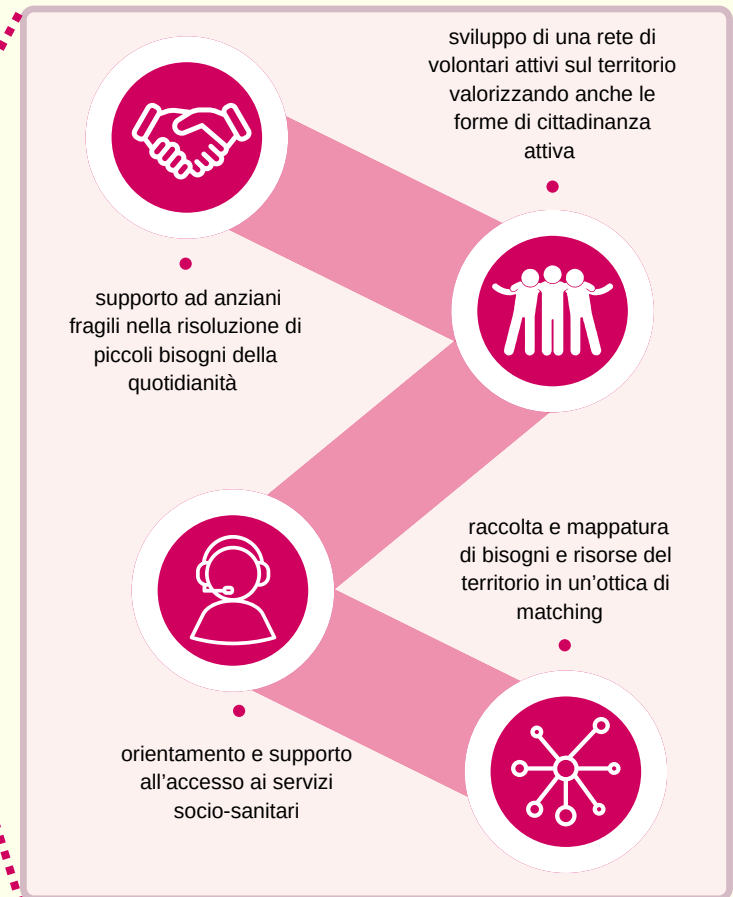 sviluppo di una rete di
volontari attivi sul territorio
valorizzando anche le
forme di cittadinanza
attiva
supporto ad anziani
fragili nella risoluzione di
piccoli bisogni della
quotidianità
raccolta e mappatura
di bisogni e risorse del
territorio in un’ottica di
matching
orientamento e supporto
all’accesso ai servizi
socio-sanitari